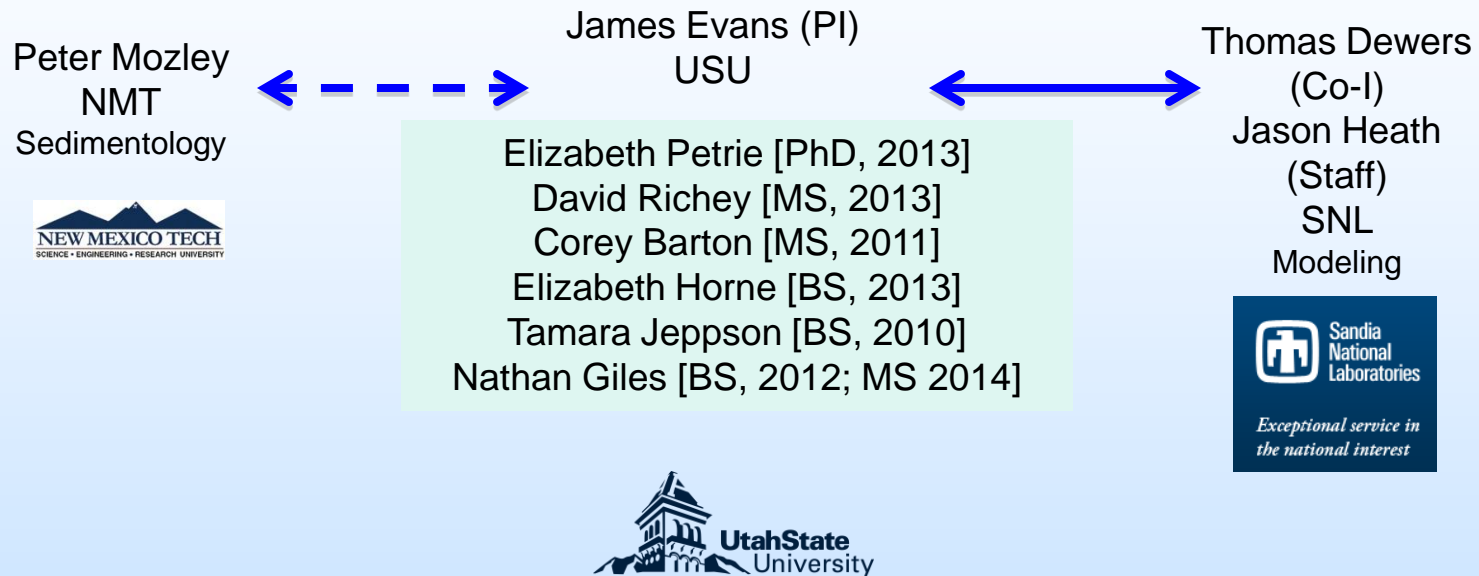 Peter Mozley
NMT
Sedimentology
NEW MEXICO TECH
SCIENCE • ENGINEERING • RESEARCH UNIVERSITY
James Evans (PI)
USU
Elizabeth Petrie [PhD, 2013]
David Richey [MS, 2013]
Corey Barton [MS, 2011]
Elizabeth Horne [BS, 2013]
Tamara Jeppson [BS, 2010]
Nathan Giles [BS, 2012; MS 2014]
UtahState
University
Thomas Dewers
(Co-I)
Jason Heath
(Staff)
SNL
Modeling
Sandia
National
Laboratories
Exceptional service in
the national interest